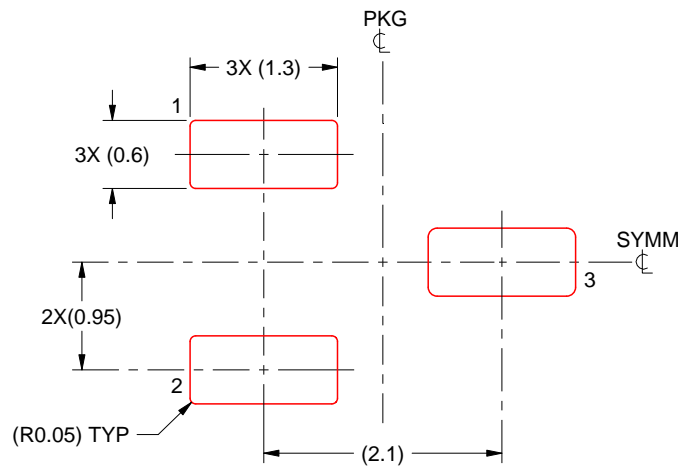 PKG
℄
3X (1.3)
1
3X (0.6)
SYMM
℄
3
2X(0.95)
2
(R0.05) TYP
(2.1)